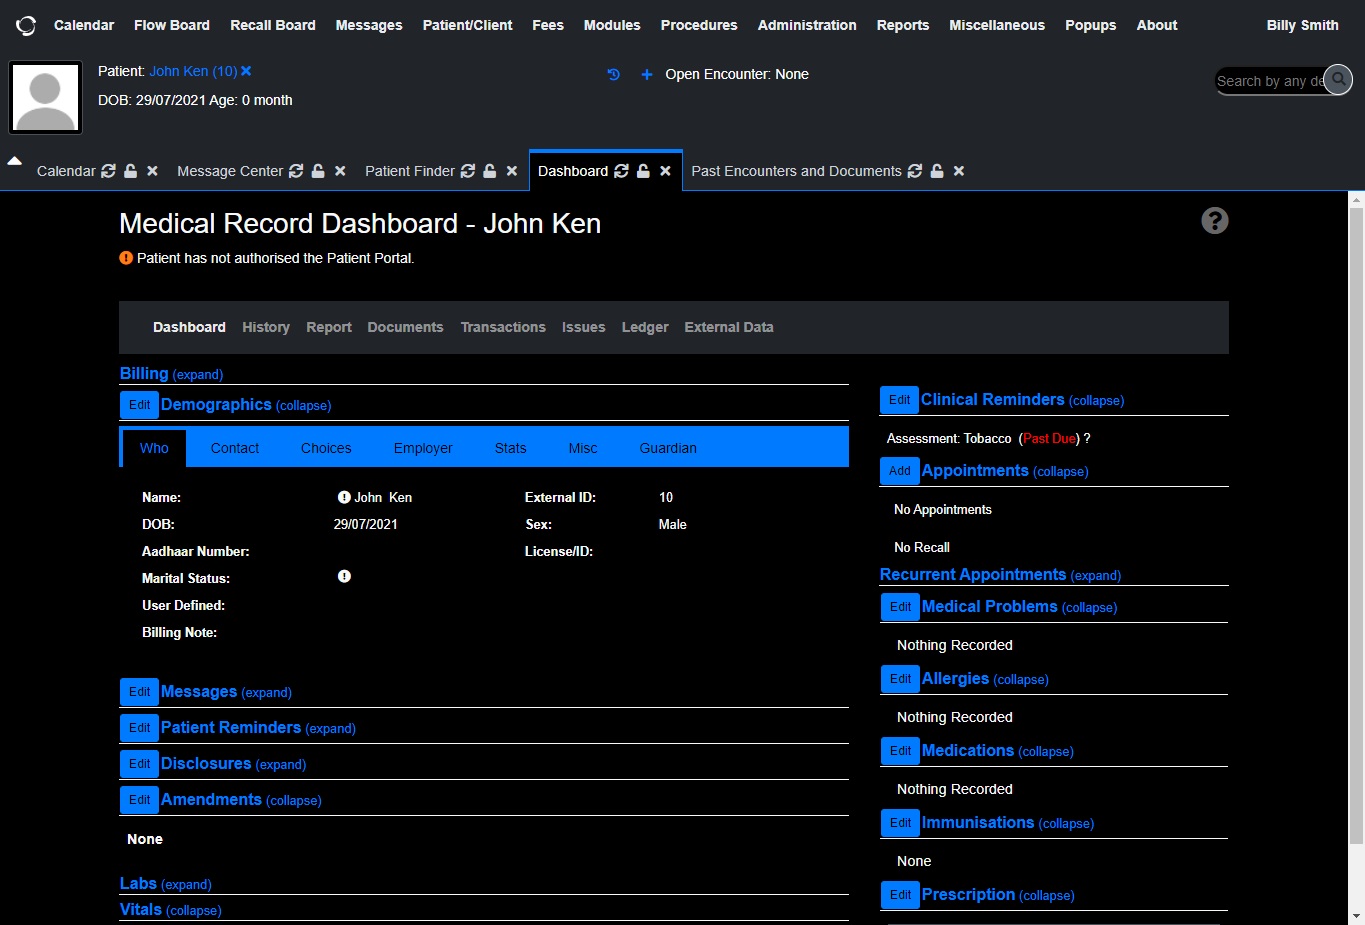 Calendar Flow Board Recall Board Messages Patient/Client Fees Modules Procedures Administration Reports Miscellaneous Popups About Billy Smith
Patient: John Ken (10)
DOB: 29/07/2021 Age: 0 month
Open Encounter: None
Search by any de
Calendar Message Center Patient Finder Dashboard Past Encounters and Documents
Medical Record Dashboard - John Ken
Patient has not authorised the Patient Portal.
Dashboard History Report Documents Transactions Issues Ledger External Data
Billing (expand)
Edit Demographics (collapse)
Who Contact Choices Employer Stats Misc Guardian
Name: John Ken External ID: 10
DOB: 29/07/2021 Sex: Male
Aadhaar Number: License/ID:
Marital Status:
User Defined:
Billing Note:
Edit Messages (expand)
Edit Patient Reminders (expand)
Edit Disclosures (expand)
Edit Amendments (collapse)
None
Labs (expand)
Vitals (collapse)
Edit Clinical Reminders (collapse)
Assessment: Tobacco (Past Due) ?
Add Appointments (collapse)
No Appointments
No Recall
Recurrent Appointments (expand)
Edit Medical Problems (collapse)
Nothing Recorded
Edit Allergies (collapse)
Nothing Recorded
Edit Medications (collapse)
Nothing Recorded
Edit Immunisations (collapse)
None
Edit Prescription (collapse)